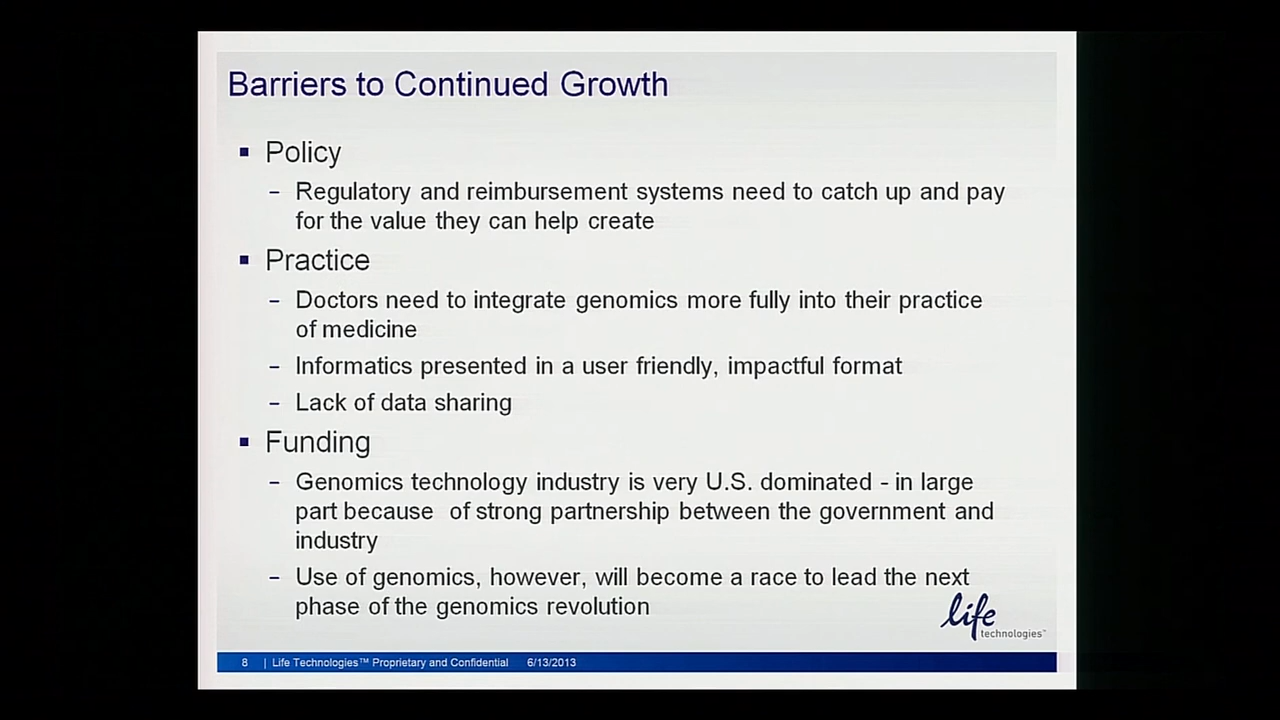 Barriers to Continued Growth
▪ Policy
– Regulatory and reimbursement systems need to catch up and pay
for the value they can help create
▪ Practice
– Doctors need to integrate genomics more fully into their practice
of medicine
– Informatics presented in a user friendly, impactful format
– Lack of data sharing
▪ Funding
– Genomics technology industry is very U.S. dominated - in large
part because of strong partnership between the government and
industry
– Use of genomics, however, will become a race to lead the next
phase of the genomics revolution
life
technologies™
8 | Life Technologies™ Proprietary and Confidential 6/13/2013